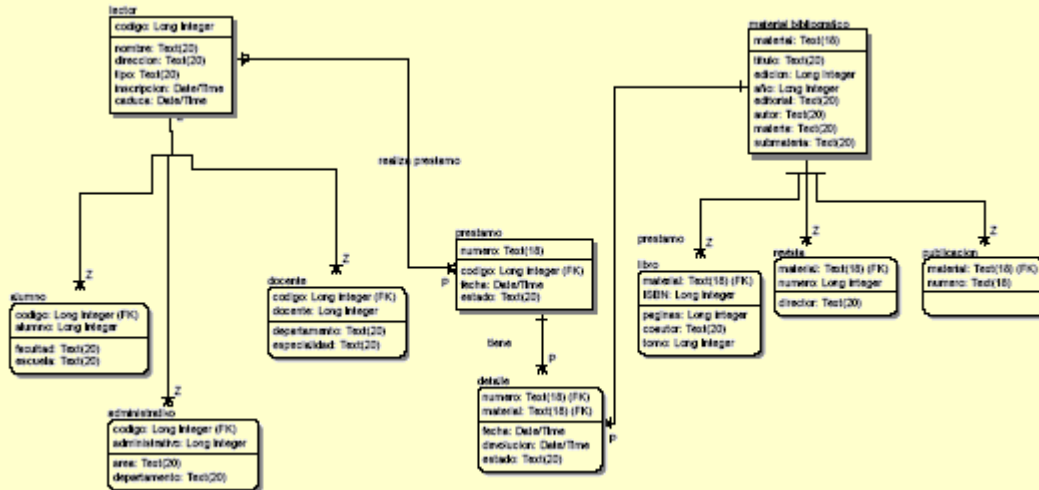 lector
codigo: Long Integer
nombre: Text(20)
direccion: Text(20)
tipo: Text(20)
inscripcion: Date/Time
caduca: Date/Time
material bibliografico
material: Text(18)
titulo: Text(20)
edicion: Long Integer
año: Long Integer
editorial: Text(20)
autor: Text(20)
materia: Text(20)
submateria: Text(20)
realiza prestamo
P
Z
Z
Z
alumno
codigo: Long Integer (FK)
alumno: Long Integer
facultad: Text(20)
escuela: Text(20)
docente
codigo: Long Integer (FK)
docente: Long Integer
departamento: Text(20)
especialidad: Text(20)
administrativo
codigo: Long Integer (FK)
administrativo: Long Integer
area: Text(20)
departamento: Text(20)
prestamo
numero: Text(18)
codigo: Long Integer (FK)
fecha: Date/Time
estado: Text(20)
tiene
P
detalle
numero: Text(18) (FK)
material: Text(18) (FK)
fecha: Date/Time
devolucion: Date/Time
estado: Text(20)
P
prestamo
Z
Z
Z
libro
material: Text(18) (FK)
ISBN: Long Integer
paginas: Long Integer
coautor: Text(20)
tomo: Long Integer
revista
material: Text(18) (FK)
numero: Long Integer
director: Text(20)
publicacion
material: Text(18) (FK)
numero: Text(18)